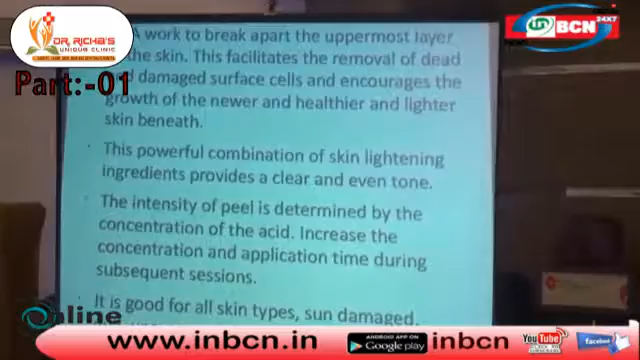 DR. RICHA'S
UNIQUE CLINIC
Part:-01
in BCN 24X7
A work to break apart the uppermost layer
the skin. This facilitates the removal of dead
damaged surface cells and encourages the
growth of the newer and healthier and lighter
skin beneath.
This powerful combination of skin lightening
ingredients provides a clear and even tone.
The intensity of peel is determined by the
concentration of the acid. Increase the
concentration and application time during
subsequent sessions.
It is good for all skin types, sun damaged,
Online
www.inbcn.in
ANDROID APP ON
Google play
inbcn
YouTube
facebook